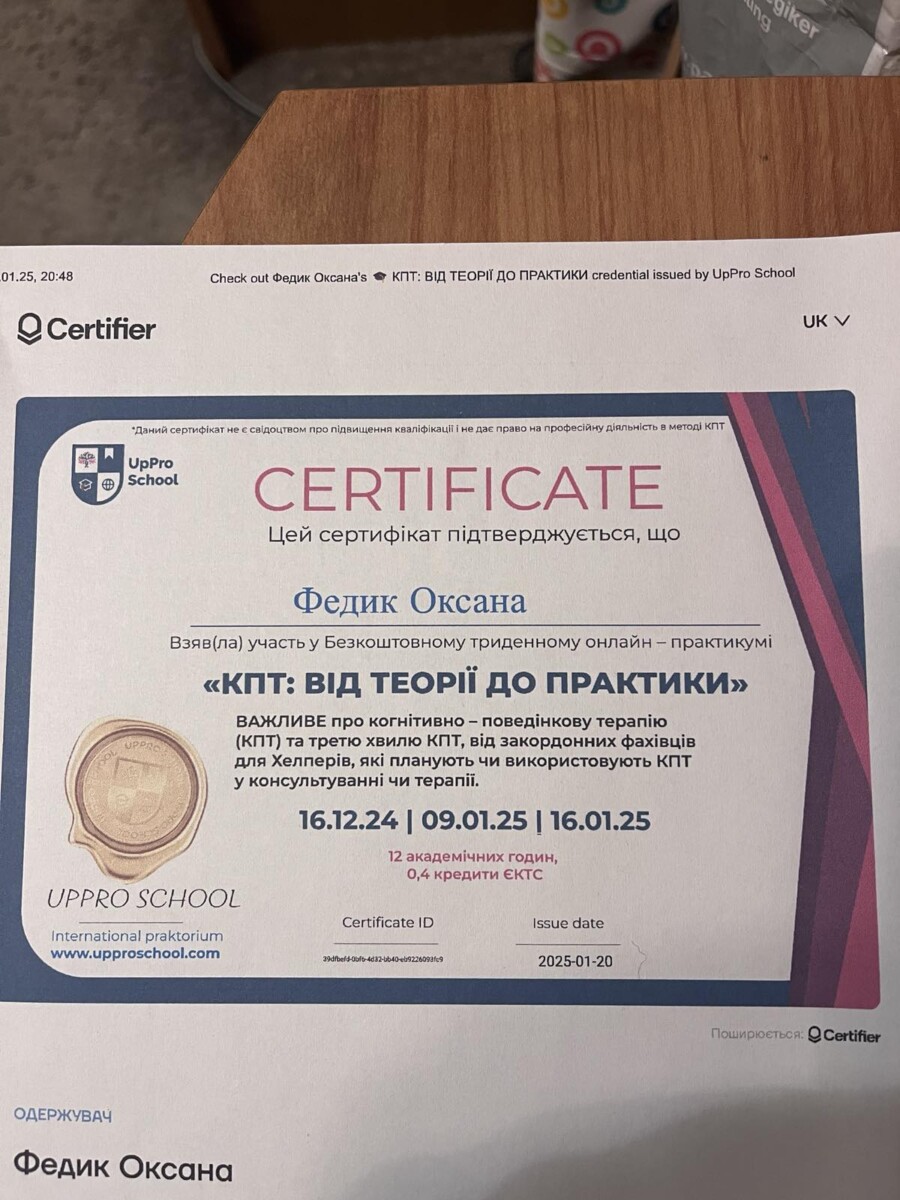 giker
ing
.01.25, 20:48
Check out Федик Оксана's 🎓 КПТ: ВІД ТЕОРІЇ ДО ПРАКТИКИ credential issued by UpPro School
Certifier
UK
*Даний сертифікат не є свідоцтвом про підвищення кваліфікації і не дає право на професійну діяльність в методі КПТ
UpPro
School
CERTIFICATE
Цей сертифікат підтверджується, що
Федик Оксана
Взяв(ла) участь у Безкоштовному триденному онлайн – практикумі
«КПТ: ВІД ТЕОРІЇ ДО ПРАКТИКИ»
ВАЖЛИВЕ про когнітивно – поведінкову терапію
(КПТ) та третю хвилю КПТ, від закордонних фахівців
для Хелперів, які планують чи використовують КПТ
у консультуванні чи терапії.
16.12.24 | 09.01.25 | 16.01.25
12 академічних годин,
0,4 кредити ЄКТС
UPPRO SCHOOL
International praktorium
www.upproschool.com
Certificate ID
Issue date
2025-01-20
Поширюється: Certifier
ОДЕРЖУВАЧ
Федик Оксана